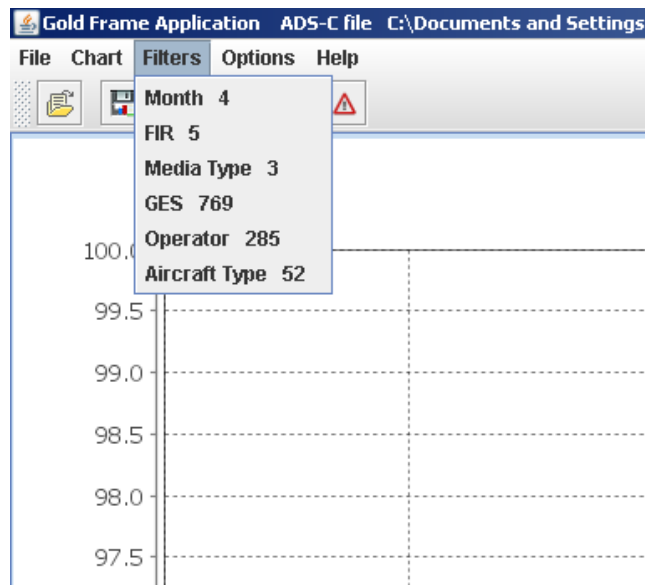 Gold Frame Application ADS-C file C:\Documents and Settings
File Chart Filters Options Help
Month 4
FIR 5
Media Type 3
GES 769
Operator 285
Aircraft Type 52
100.0
99.5
99.0
98.5
98.0
97.5